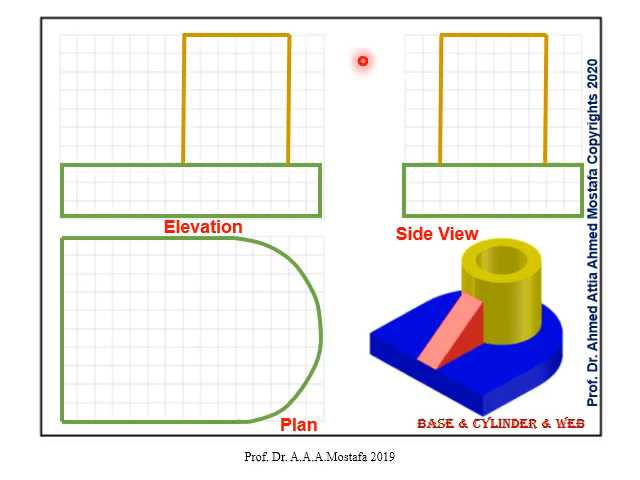 Elevation
Side View
Plan
BASE & CYLINDER & WEB
Prof. Dr. Ahmed Attia Ahmed Mostafa Copyrights 2020
Prof. Dr. A.A.A.Mostafa 2019